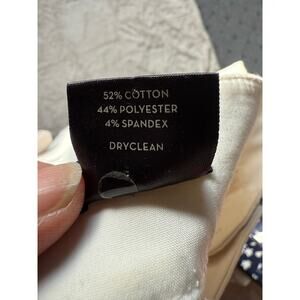 52% COTTON
44% POLYESTER
4% SPANDEX
DRYCLEAN